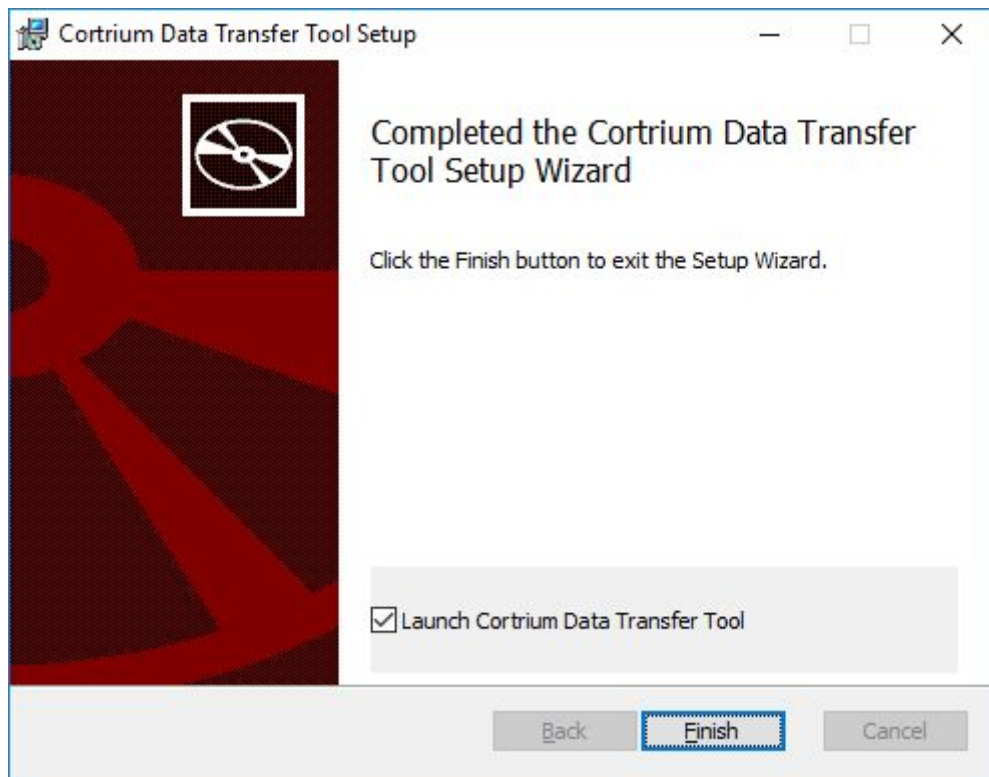 Cortrium Data Transfer Tool Setup
Completed the Cortrium Data Transfer
Tool Setup Wizard
Click the Finish button to exit the Setup Wizard.
Launch Cortrium Data Transfer Tool
Back
Finish
Cancel